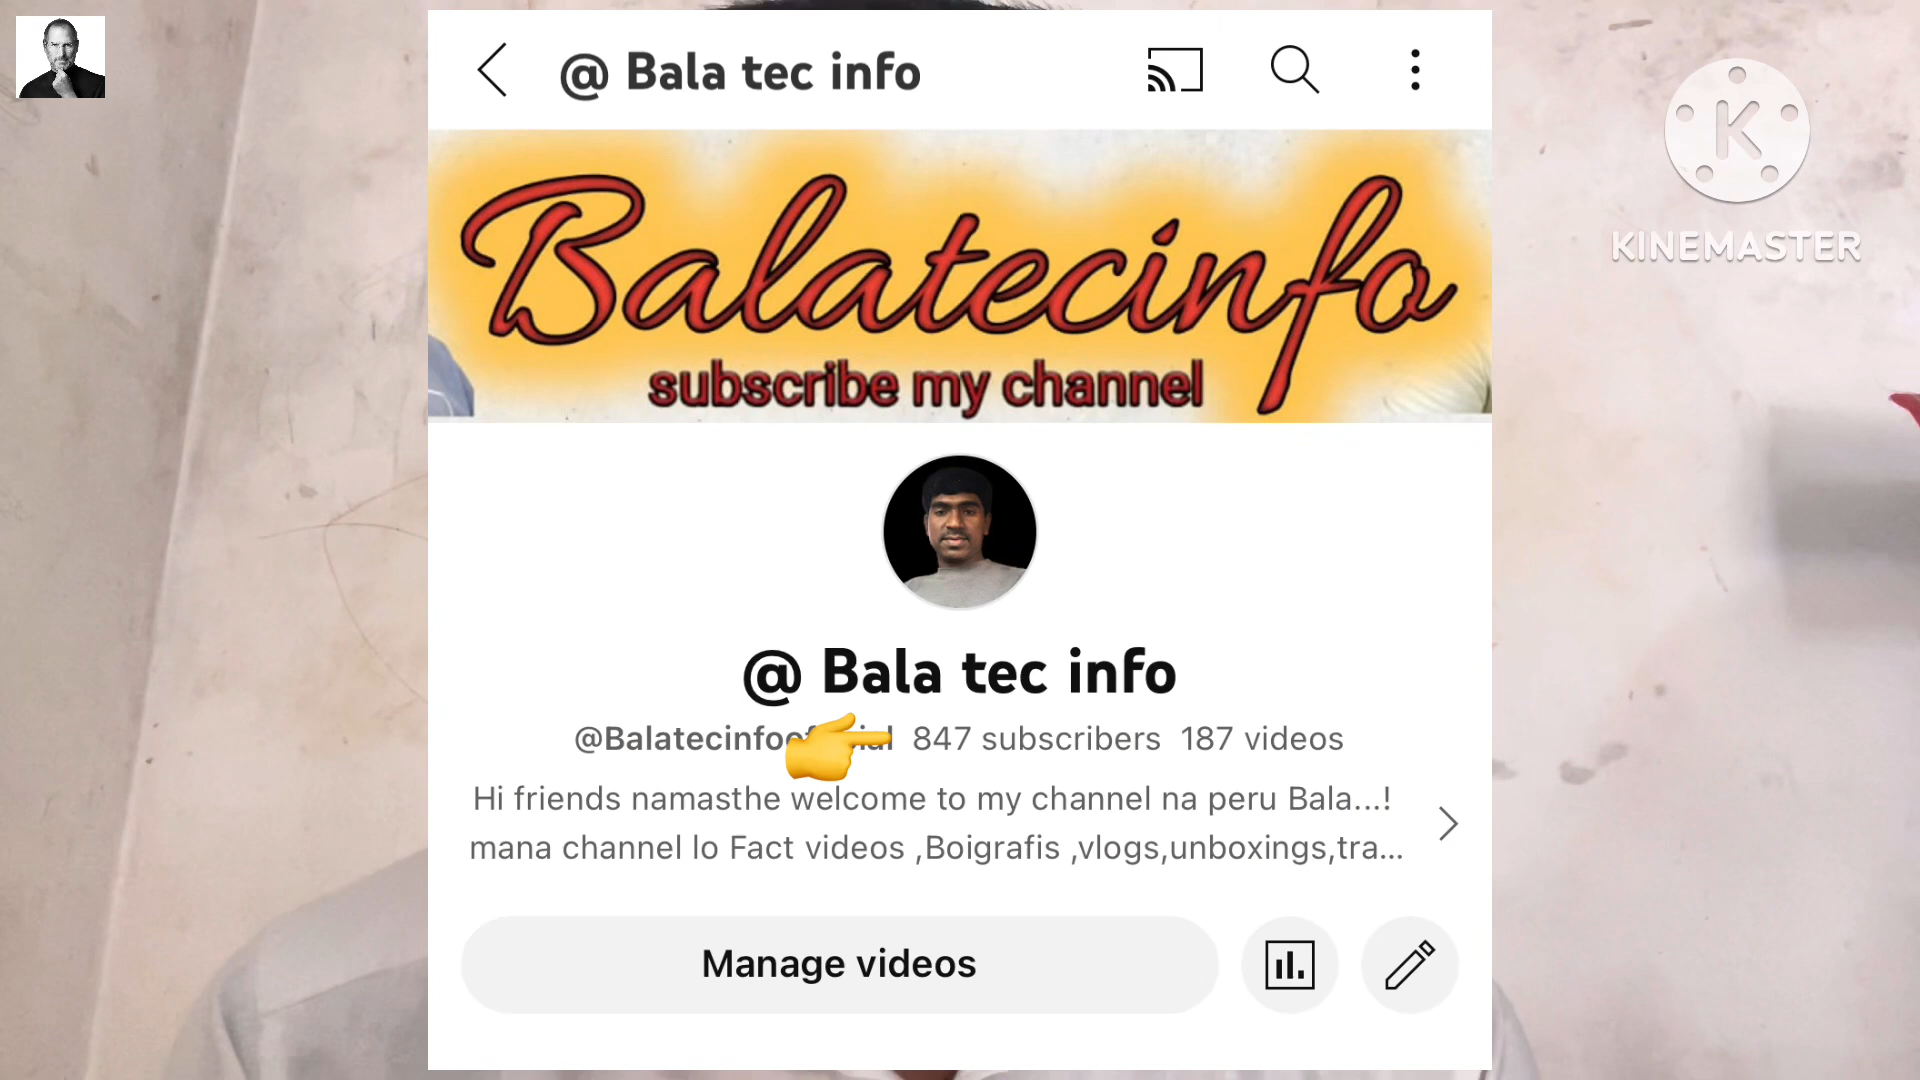 @ Bala tec info
KINEMASTER
Balatecinfo
subscribe my channel
@ Bala tec info
847 subscribers 187 videos
Hi friends namasthe welcome to my channel na peru Bala...!
mana channel lo Fact videos ,Boigrafis ,vlogs,unboxings,tra...
Manage videos